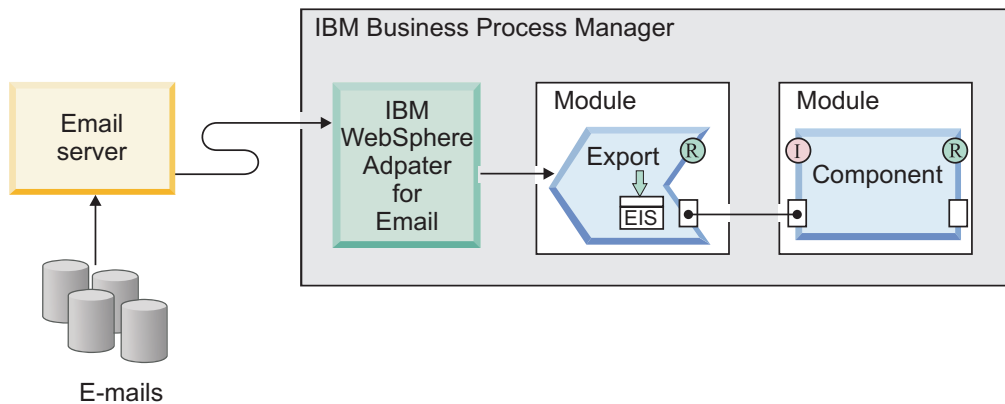 IBM Business Process Manager
Email
server
IBM
WebSphere
Adpater
for
Email
Module
Export
R
EIS
Module
I
R
Component
E-mails